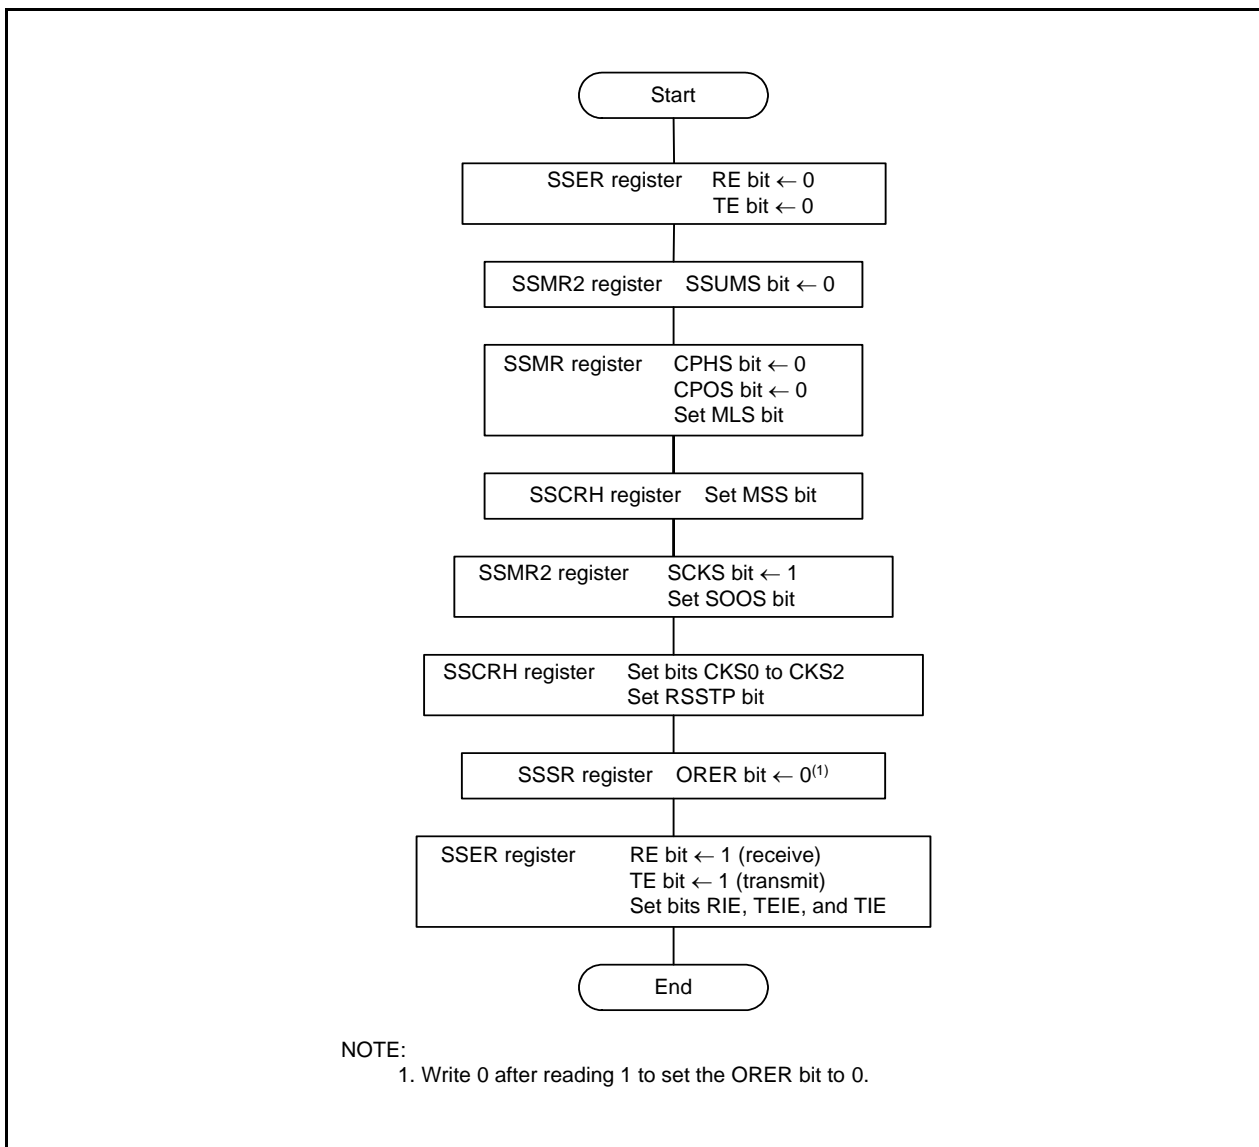 Start
SSER register RE bit ← 0
TE bit ← 0
SSMR2 register SSUMS bit ← 0
SSMR register CPHS bit ← 0
CPOS bit ← 0
Set MLS bit
SSCRH register Set MSS bit
SSMR2 register SCKS bit ← 1
Set SOOS bit
SSCRH register Set bits CKS0 to CKS2
Set RSSTP bit
SSSR register ORER bit ← 0(1)
SSER register RE bit ← 1 (receive)
TE bit ← 1 (transmit)
Set bits RIE, TEIE, and TIE
End
NOTE:
1. Write 0 after reading 1 to set the ORER bit to 0.